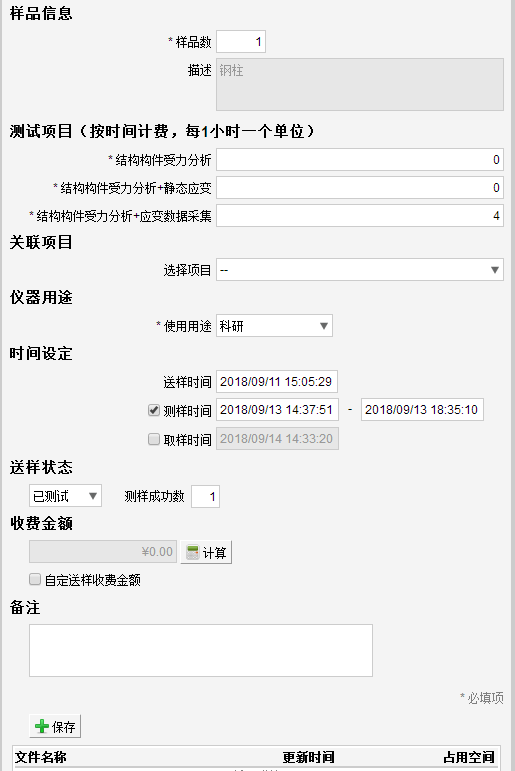 样品信息
* 样品数 1
描述 钢柱
测试项目（按时间计费，每1小时一个单位）
* 结构构件受力分析 0
* 结构构件受力分析+静态应变 0
* 结构构件受力分析+应变数据采集 4
关联项目
选择项目 --
仪器用途
* 使用用途 科研
时间设定
送样时间 2018/09/11 15:05:29
测样时间 2018/09/13 14:37:51 - 2018/09/13 18:35:10
取样时间 2018/09/14 14:33:20
送样状态
已测试 测样成功数 1
收费金额
¥0.00 计算
自定送样收费金额
备注
* 必填项
保存
文件名称 更新时间 占用空间